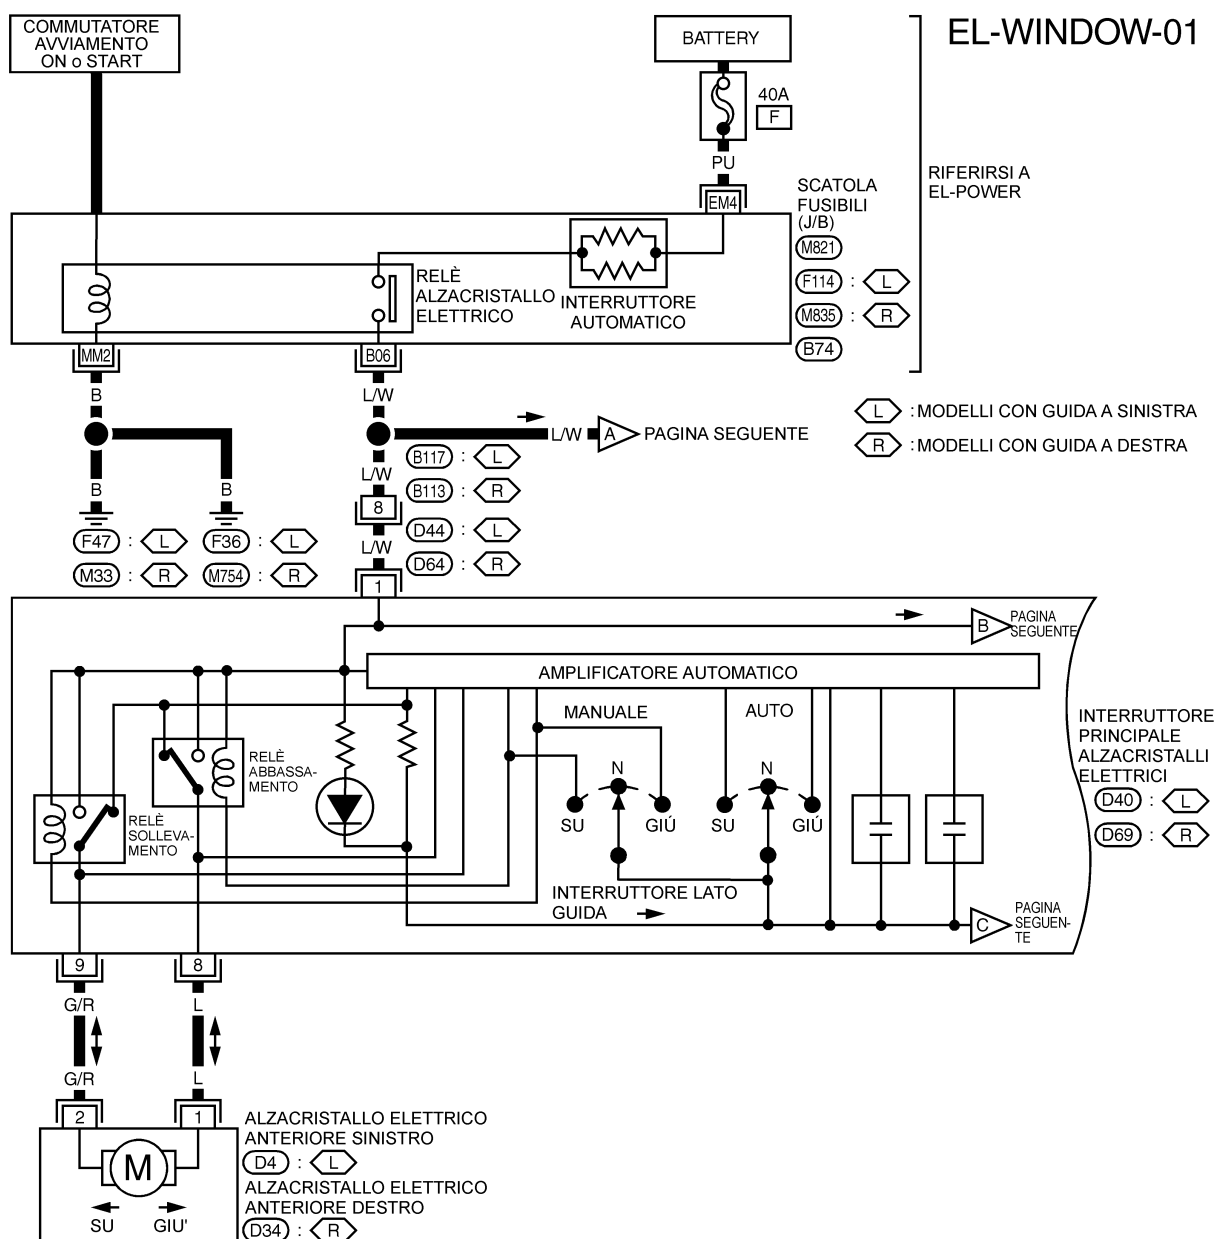 COMMUTATORE
AVVIAMENTO
ON o START
BATTERY
EL-WINDOW-01
40A
F
PU
EM4
RIFERIRSI A
EL-POWER
SCATOLA
FUSIBILI
(J/B)
M821
F114 : L
M835 : R
B74
RELÈ
ALZACRISTALLO
ELETTRICO
INTERRUTTORE
AUTOMATICO
MM2
B06
B
L/W
L/W
A
PAGINA SEGUENTE
L : MODELLI CON GUIDA A SINISTRA
R : MODELLI CON GUIDA A DESTRA
B117 : L
B113 : R
L/W
B
B
8
D44 : L
D64 : R
L/W
F47 : L
F36 : L
M33 : R
M754 : R
1
B
PAGINA
SEGUENTE
AMPLIFICATORE AUTOMATICO
MANUALE
AUTO
INTERRUTTORE
PRINCIPALE
ALZACRISTALLI
ELETTRICI
D40 : L
D69 : R
RELÈ
ABBASSA-
MENTO
RELÈ
SOLLEVA-
MENTO
N
N
SU
GIÚ
SU
GIÚ
INTERRUTTORE LATO
GUIDA
C
PAGINA
SEGUEN-
TE
9
8
G/R
L
G/R
L
2
1
M
SU
GIU'
ALZACRISTALLO ELETTRICO
ANTERIORE SINISTRO
D4 : L
ALZACRISTALLO ELETTRICO
ANTERIORE DESTRO
D34 : R